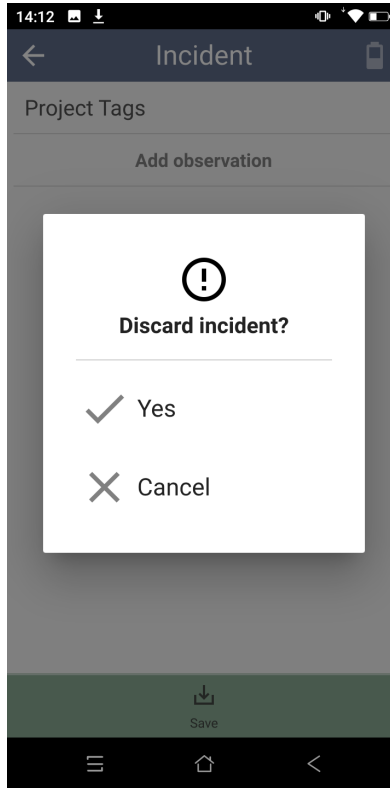 14:12
Incident
Project Tags
Add observation
Discard incident?
Yes
Cancel
Save